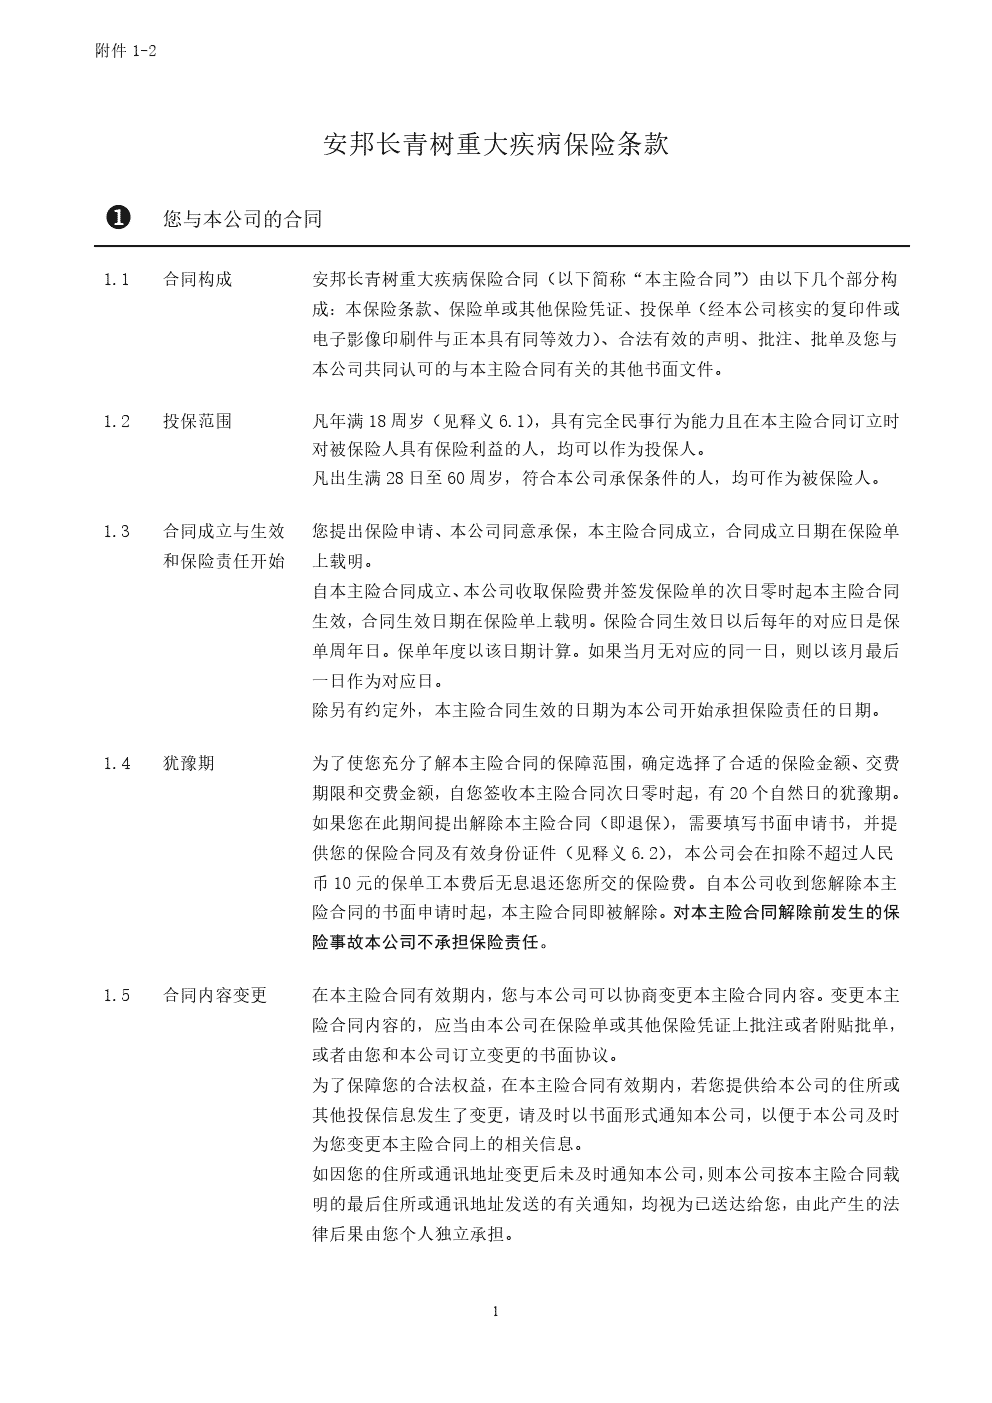 附件 1-2
安邦长青树重大疾病保险条款
❶ 您与本公司的合同
1.1 合同构成 安邦长青树重大疾病保险合同（以下简称“本主险合同”）由以下几个部分构
成：本保险条款、保险单或其他保险凭证、投保单（经本公司核实的复印件或
电子影像印刷件与正本具有同等效力）、合法有效的声明、批注、批单及您与
本公司共同认可的与本主险合同有关的其他书面文件。
1.2 投保范围 凡年满 18 周岁（见释义 6.1），具有完全民事行为能力且在本主险合同订立时
对被保险人具有保险利益的人，均可以作为投保人。
凡出生满 28 日至 60 周岁，符合本公司承保条件的人，均可作为被保险人。
1.3 合同成立与生效 您提出保险申请、本公司同意承保，本主险合同成立，合同成立日期在保险单
和保险责任开始 上载明。
自本主险合同成立、本公司收取保险费并签发保险单的次日零时起本主险合同
生效，合同生效日期在保险单上载明。保险合同生效日以后每年的对应日是保
单周年日。保单年度以该日期计算。如果当月无对应的同一日，则以该月最后
一日作为对应日。
除另有约定外，本主险合同生效的日期为本公司开始承担保险责任的日期。
1.4 犹豫期 为了使您充分了解本主险合同的保障范围，确定选择了合适的保险金额、交费
期限和交费金额，自您签收本主险合同次日零时起，有 20 个自然日的犹豫期。
如果您在此期间提出解除本主险合同（即退保），需要填写书面申请书，并提
供您的保险合同及有效身份证件（见释义 6.2），本公司会在扣除不超过人民
币 10 元的保单工本费后无息退还您所交的保险费。自本公司收到您解除本主
险合同的书面申请时起，本主险合同即被解除。对本主险合同解除前发生的保
险事故本公司不承担保险责任。
1.5 合同内容变更 在本主险合同有效期内，您与本公司可以协商变更本主险合同内容。变更本主
险合同内容的，应当由本公司在保险单或其他保险凭证上批注或者附贴批单，
或者由您和本公司订立变更的书面协议。
为了保障您的合法权益，在本主险合同有效期内，若您提供给本公司的住所或
其他投保信息发生了变更，请及时以书面形式通知本公司，以便于本公司及时
为您变更本主险合同上的相关信息。
如因您的住所或通讯地址变更后未及时通知本公司，则本公司按本主险合同载
明的最后住所或通讯地址发送的有关通知，均视为已送达给您，由此产生的法
律后果由您个人独立承担。
1